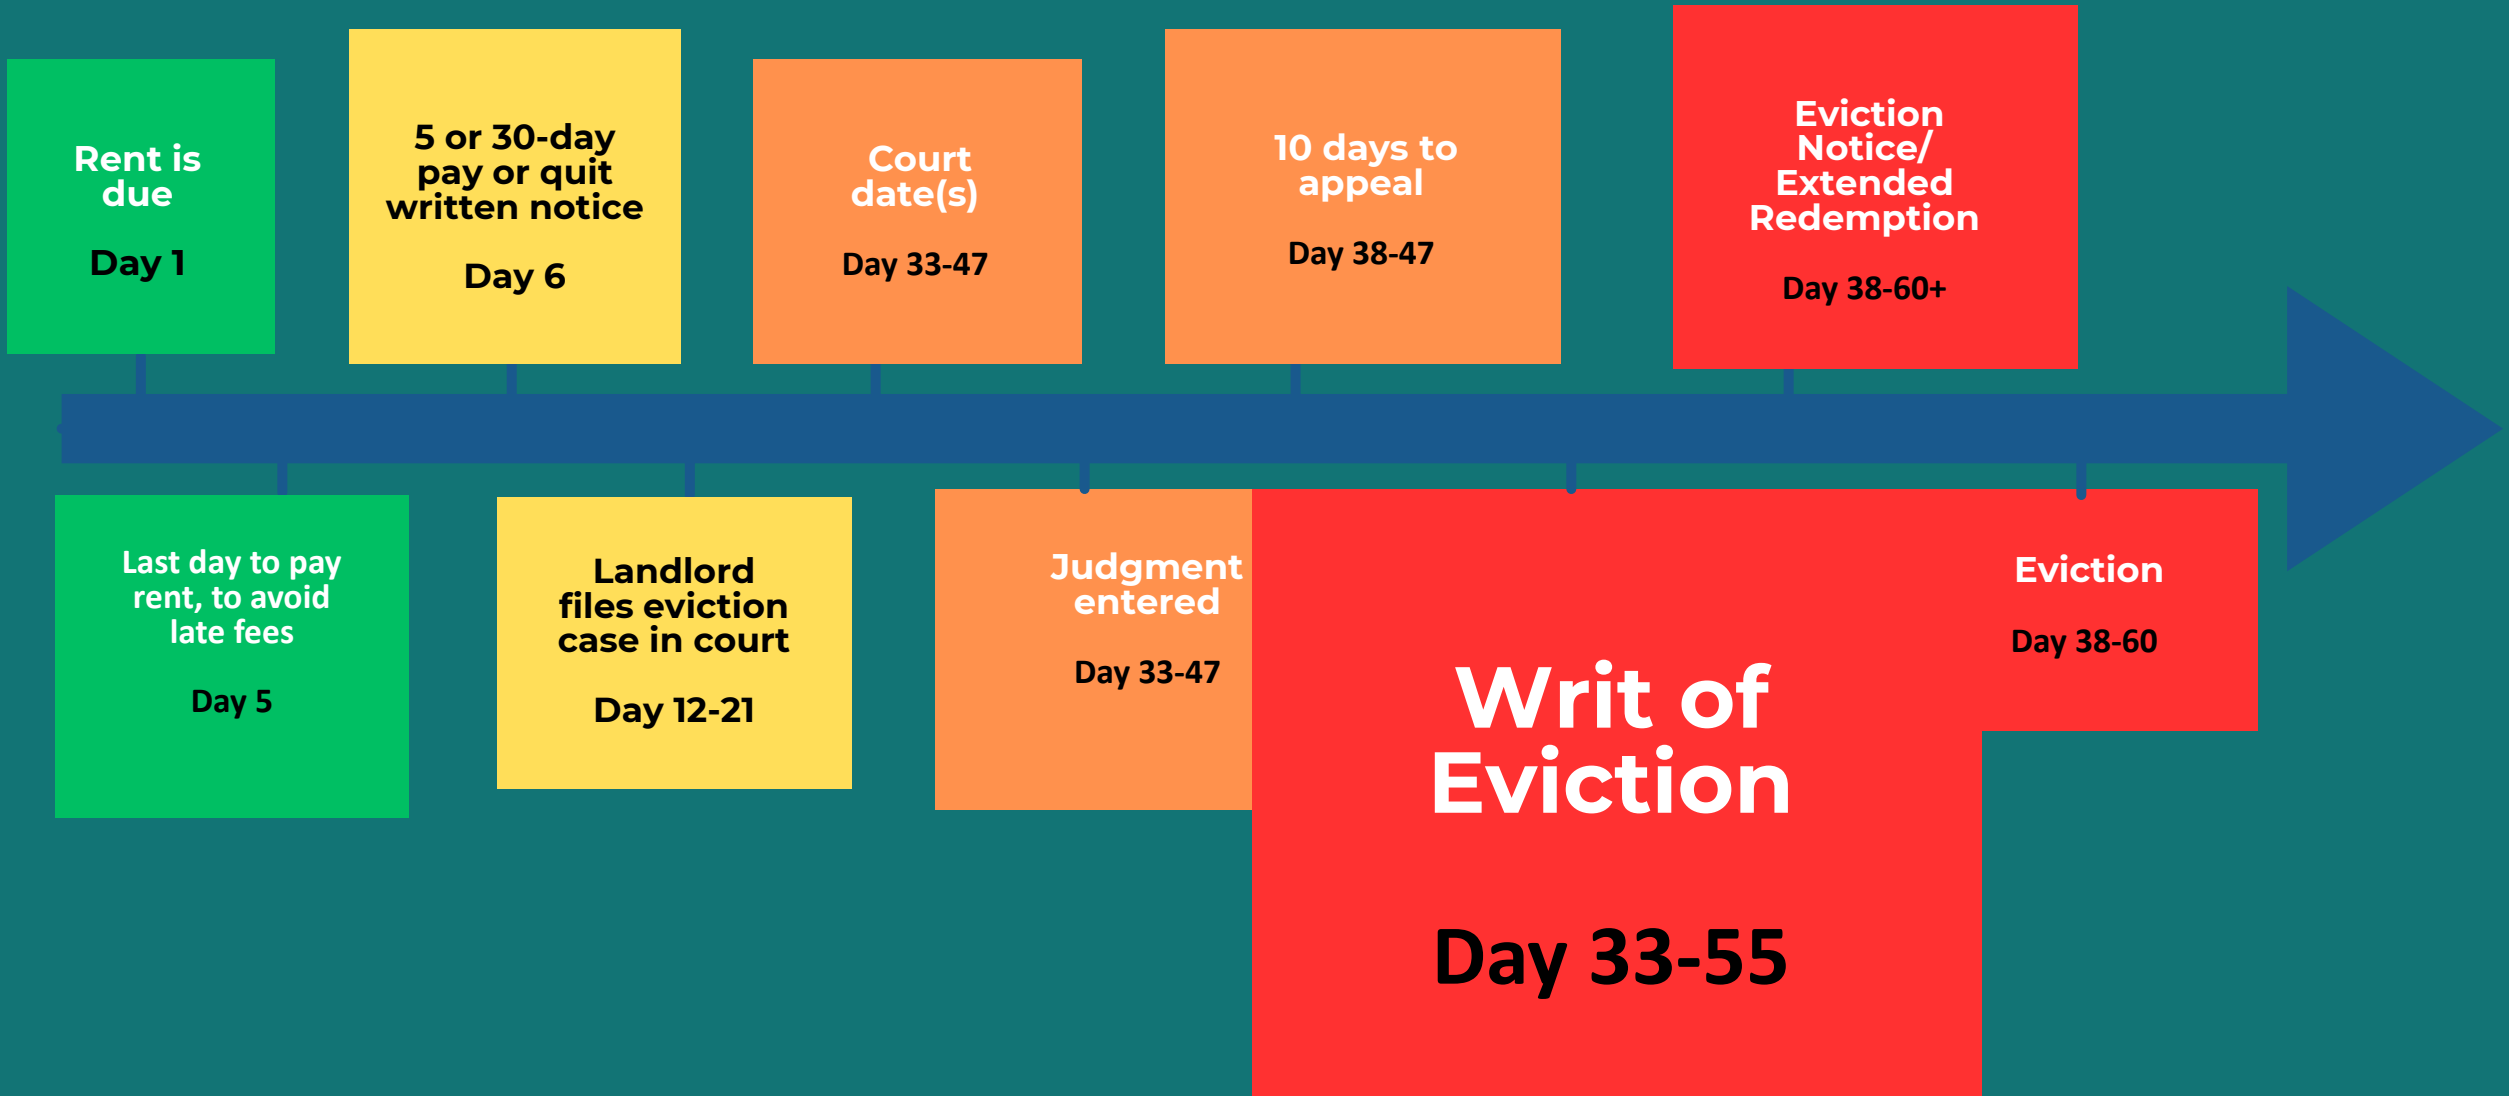 Rent is
due
Day 1
5 or 30-day
pay or quit
written notice
Day 6
Court
date(s)
Day 33-47
10 days to
appeal
Day 38-47
Eviction
Notice/
Extended
Redemption
Day 38-60+
Last day to pay
rent, to avoid
late fees
Day 5
Landlord
files eviction
case in court
Day 12-21
Judgment
entered
Day 33-47
Writ of
Eviction
Day 33-55
Eviction
Day 38-60